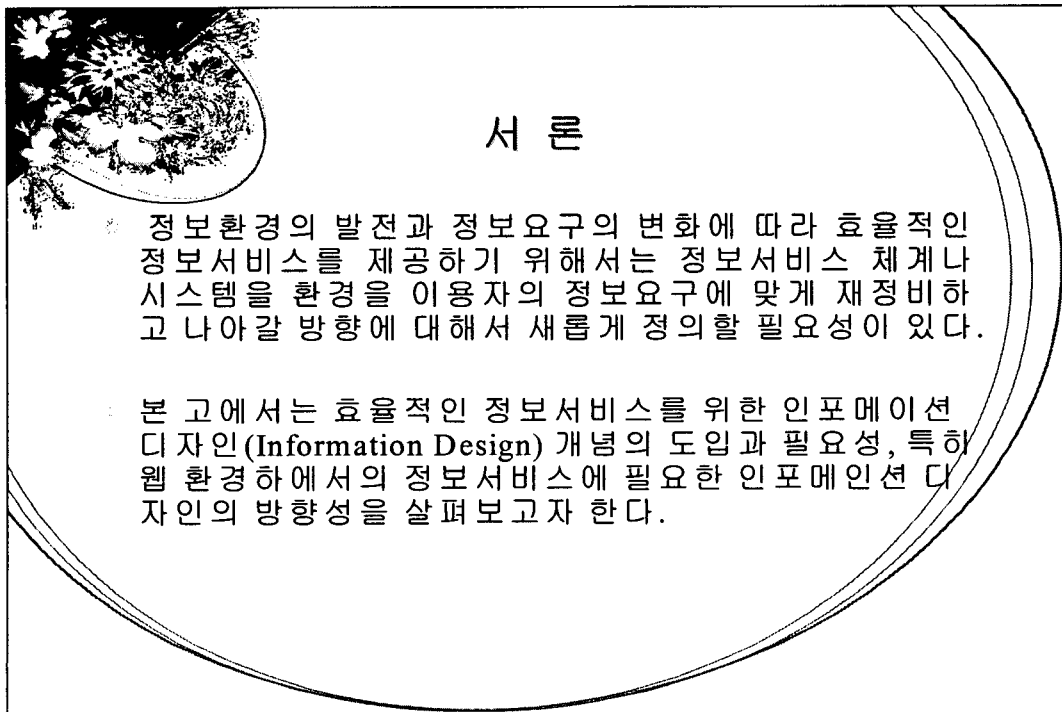 서 론
정보환경의 발전과 정보요구의 변화에 따라 효율적인
정보서비스를 제공하기 위해서는 정보서비스 체계나
시스템을 환경을 이용자의 정보요구에 맞게 재정비하
고 나아갈 방향에 대해서 새롭게 정의할 필요성이 있다.
본 고에서는 효율적인 정보서비스를 위한 인포메이션
디자인(Information Design) 개념의 도입과 필요성, 특히
웹 환경하에서의 정보서비스에 필요한 인포메인션 디
자인의 방향성을 살펴보고자 한다.